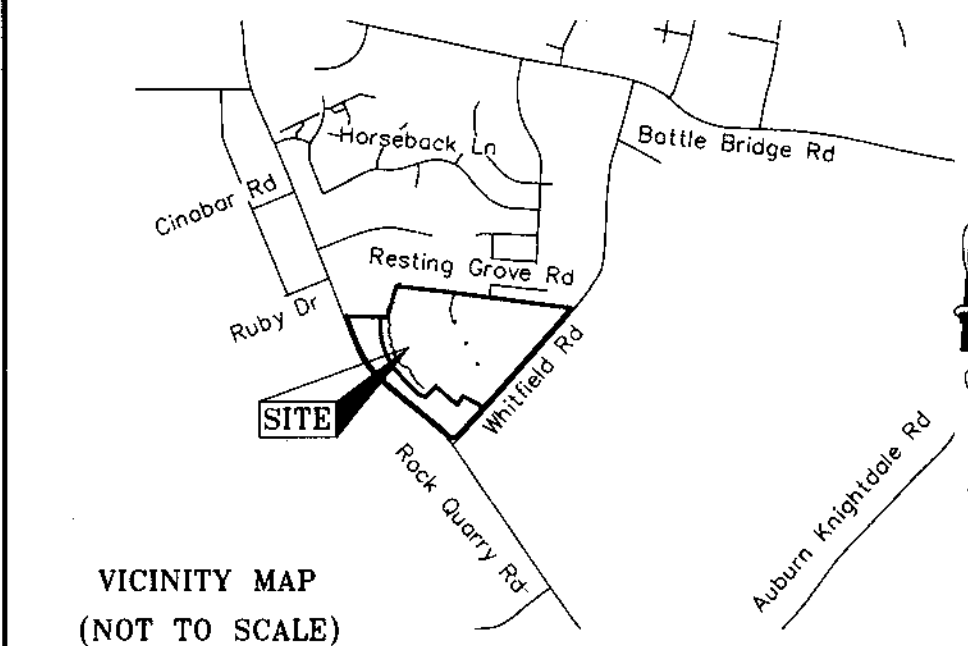 Battle Bridge Rd
Horseback Ln
Cinabar Rd
Resting Grove Rd
Ruby Dr
Whitfield Rd
SITE
Rock Quarry Rd
Auburn Knightdale Rd
VICINITY MAP
(NOT TO SCALE)